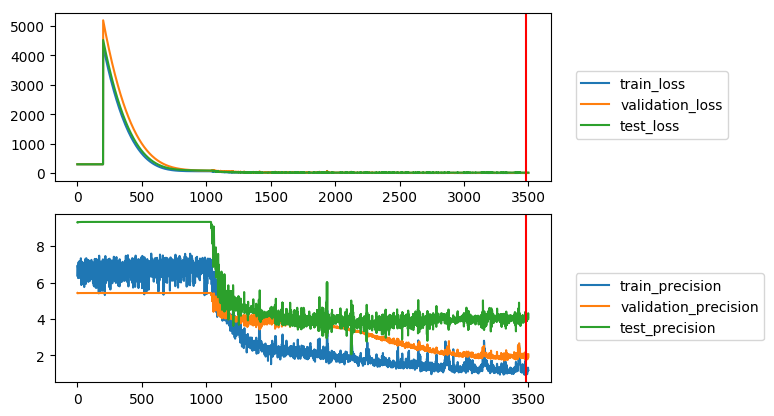 5000
4000
3000
2000
1000
0
0 500 1000 1500 2000 2500 3000 3500
train_loss
validation_loss
test_loss
8
6
4
2
0 500 1000 1500 2000 2500 3000 3500
train_precision
validation_precision
test_precision